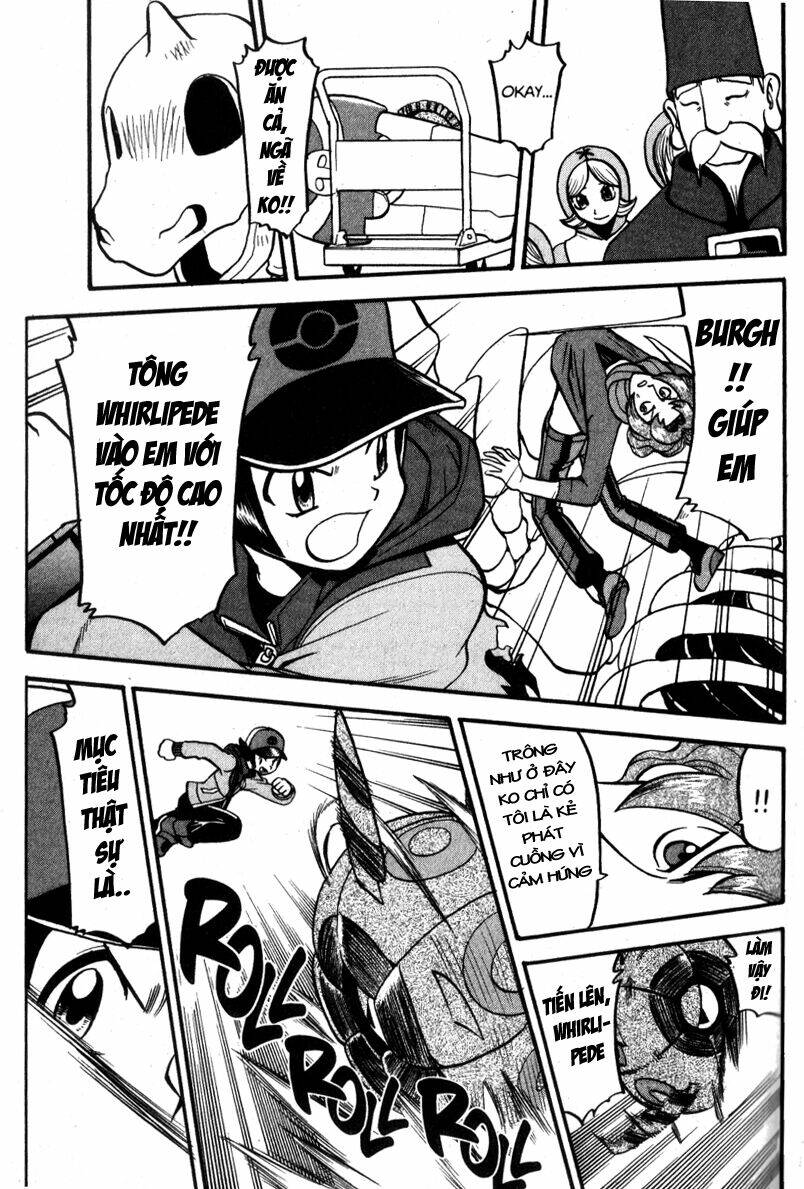 OKAY...
ĐƯỢC
ĂN
CẢ,
NGÃ
VỀ
KO!!
BURGH
!!
GIÚP
EM
TÔNG
WHIRLIPEDE
VÀO EM VỚI
TỐC ĐỘ CAO
NHẤT!!
!!
TRÔNG
NHƯ Ở ĐÂY
KO CHỈ CÓ
TÔI LÀ KẺ
PHÁT
CUỒNG VÌ
CẢM HỨNG
LÀM
VẬY
ĐI!
TIẾN LÊN,
WHIRLI-
PEDE
ROLL
ROLL
ROLL
MỤC
TIÊU
THẬT
SỰ
LÀ..